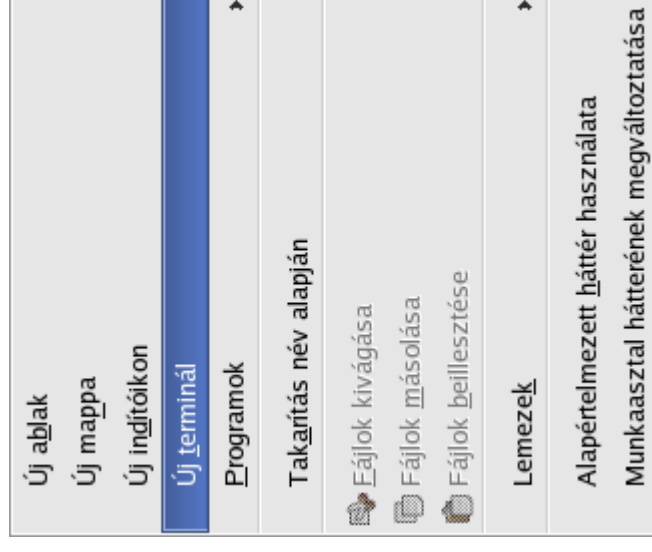 Új ablak
Új mappa
Új indítóikon
Új terminál
Programok
Takarítás név alapján
Fájlok kivágása
Fájlok másolása
Fájlok beillesztése
Lemezek
Alapértelmezett háttér használata
Munkaasztal hátterének megváltoztatása